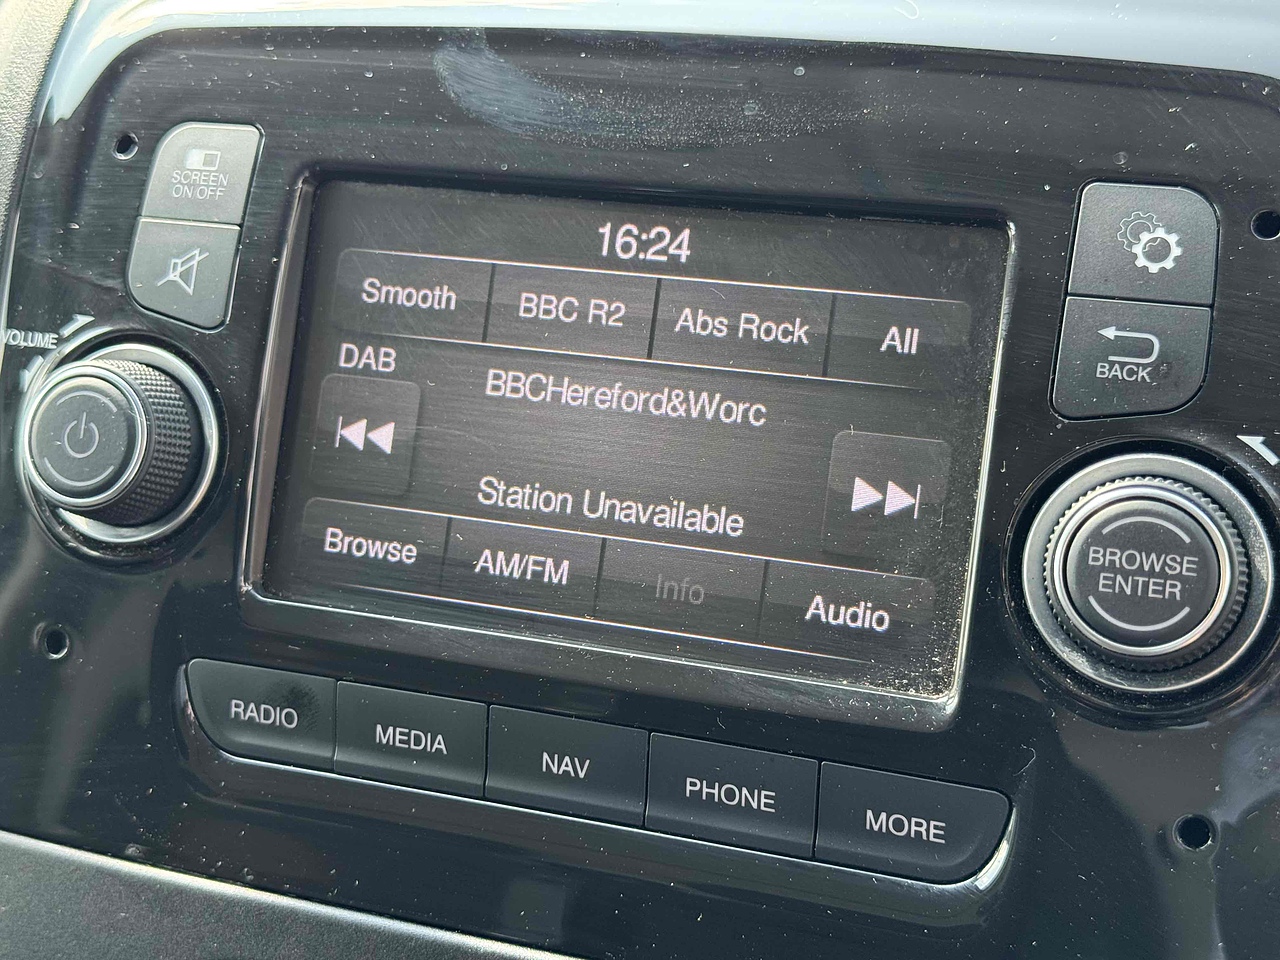 SCREEN
ON OFF
VOLUME
16:24
Smooth
BBC R2
Abs Rock
All
DAB
BBCHereford&Worc
Station Unavailable
Browse
AM/FM
Info
Audio
BACK
BROWSE
ENTER
RADIO
MEDIA
NAV
PHONE
MORE